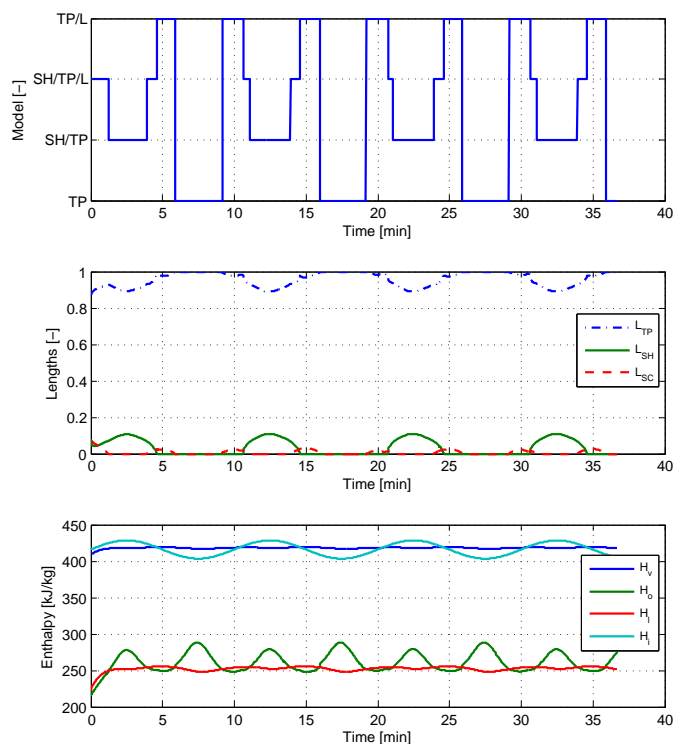 TP/L
SH/TP/L
SH/TP
TP
Model [−]
0 5 10 15 20 25 30 35 40
Time [min]
1
0.8
0.6
0.4
0.2
0
Lengths [−]
L_TP
L_SH
L_SC
0 5 10 15 20 25 30 35 40
Time [min]
450
400
350
300
250
200
Enthalpy [kJ/kg]
H_v
H_o
H_l
H_i
0 5 10 15 20 25 30 35 40
Time [min]